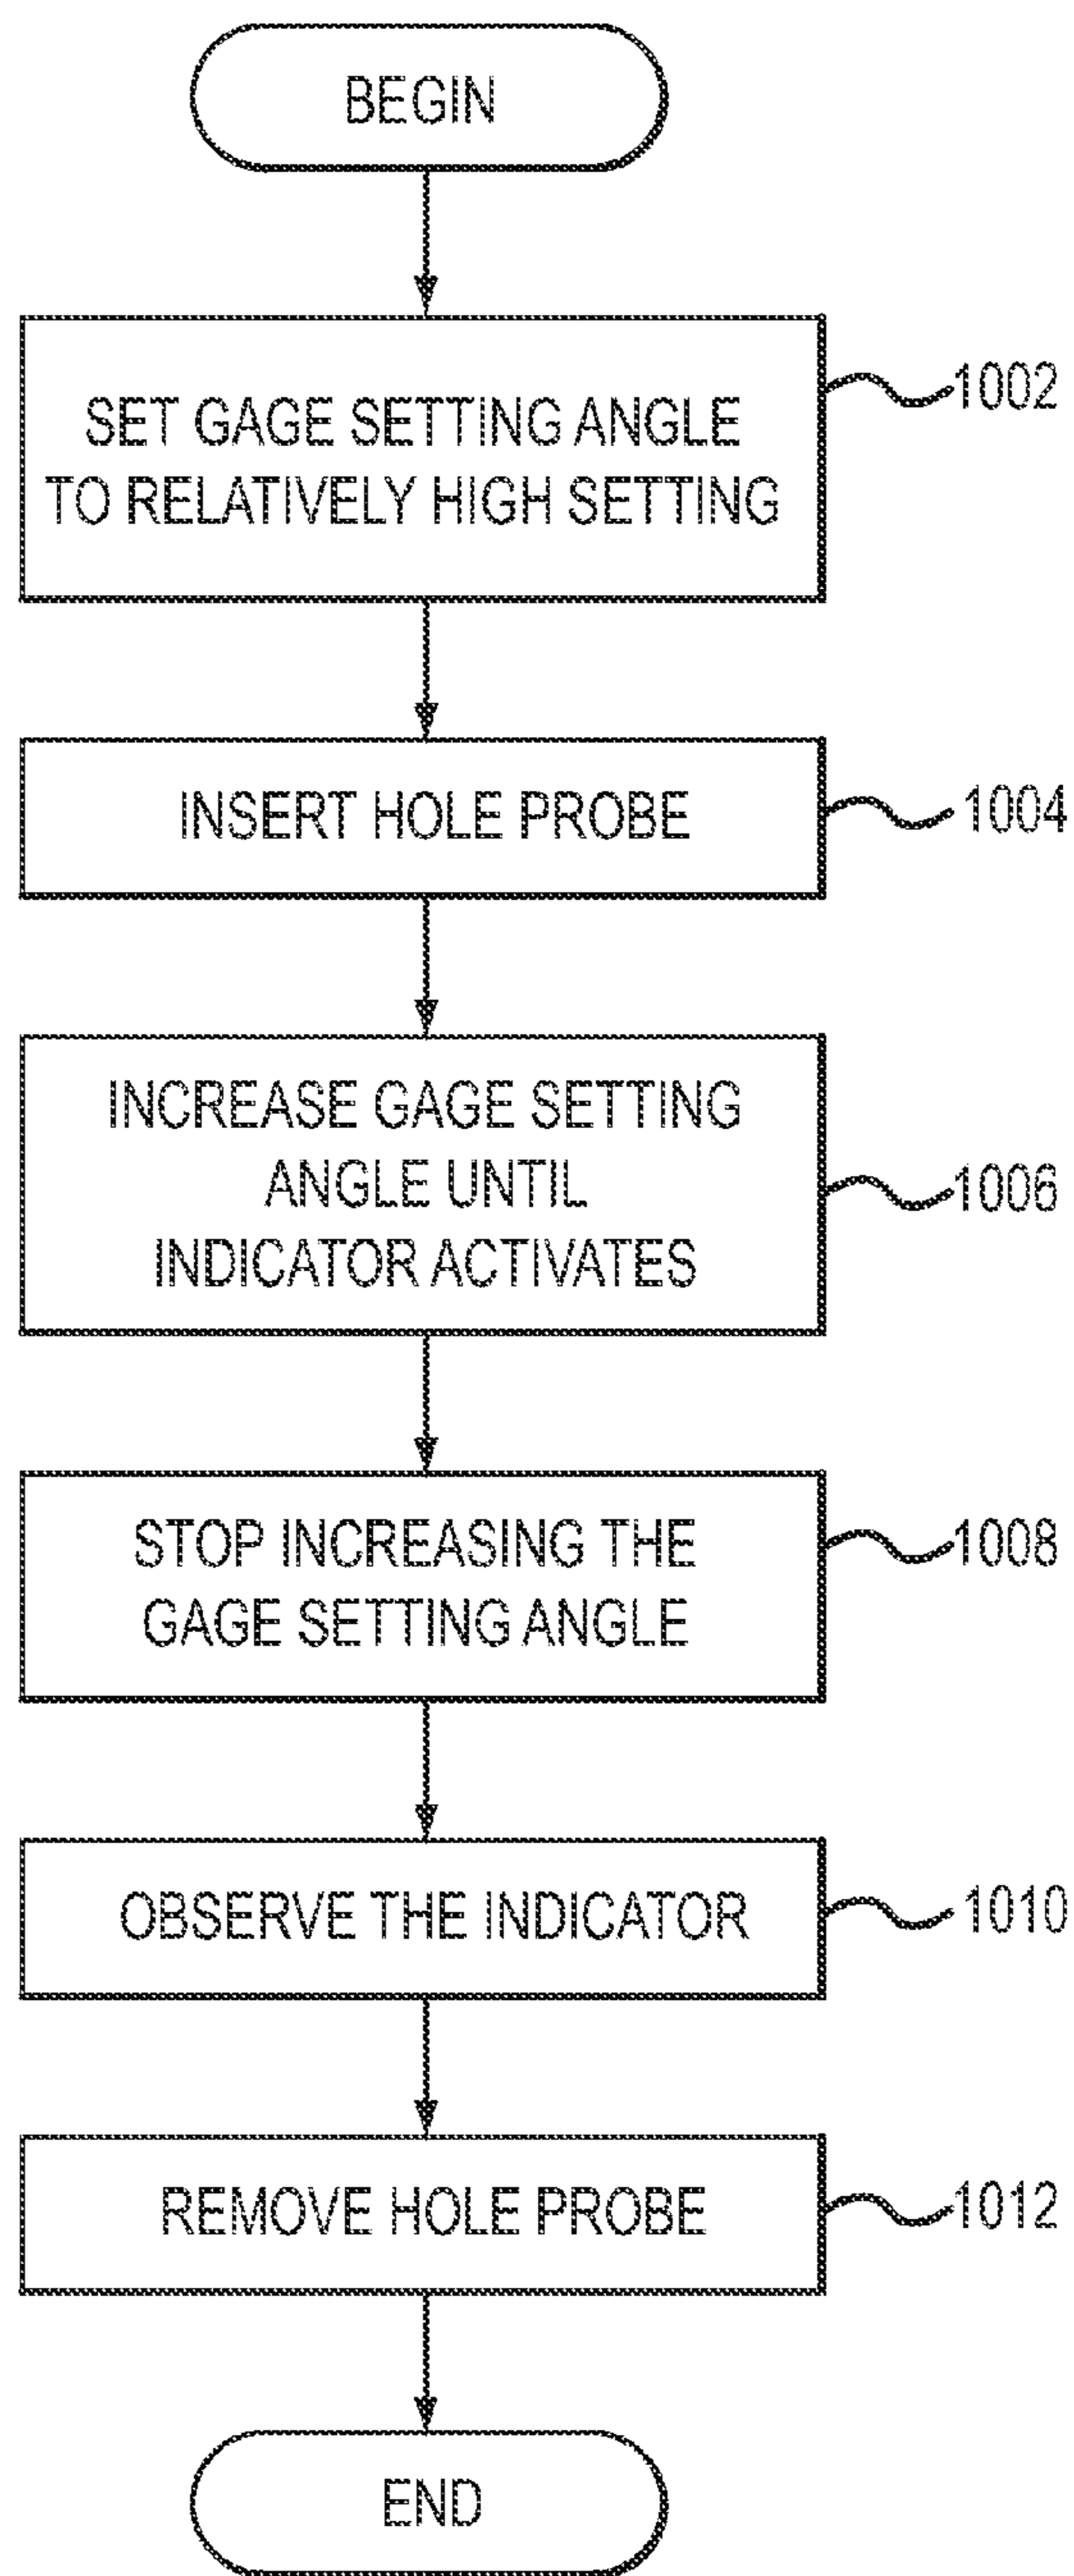 BEGIN
SET GAGE SETTING ANGLE
TO RELATIVELY HIGH SETTING
1002
INSERT HOLE PROBE
1004
INCREASE GAGE SETTING
ANGLE UNTIL
INDICATOR ACTIVATES
1006
STOP INCREASING THE
GAGE SETTING ANGLE
1008
OBSERVE THE INDICATOR
1010
REMOVE HOLE PROBE
1012
END